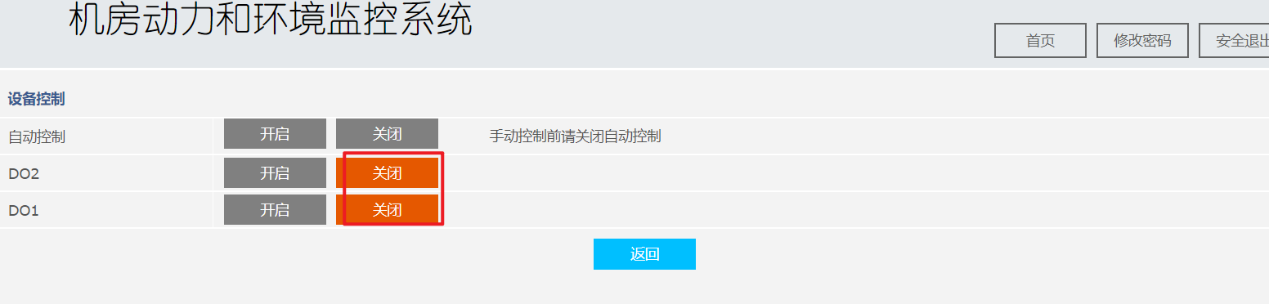 机房动力和环境监控系统
首页 修改密码 安全退出
设备控制
自动控制 开启 关闭 手动控制前请关闭自动控制
DO2 开启 关闭
DO1 开启 关闭
返回